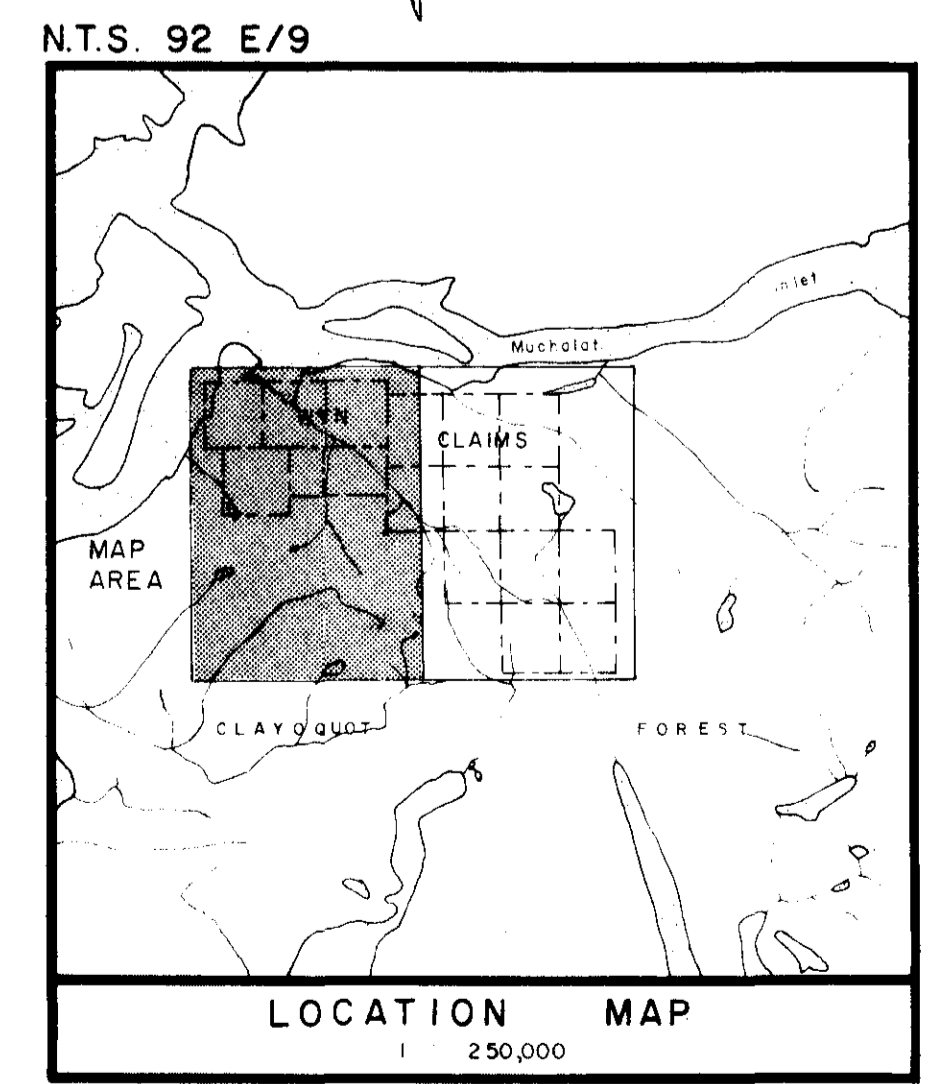 N.T.S. 92 E/9
Inlet
Muchalat
CLAIMS
MAP
AREA
CLAYOQUOT
FOREST
LOCATION MAP
1 250,000